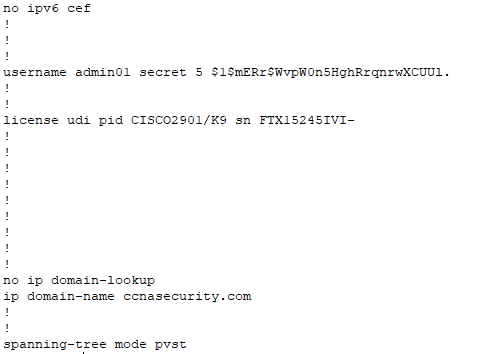 no ipv6 cef
!
!
!
username admin01 secret 5 $1$mERr$WvpW0n5HghRrqnrwXCUUl.
!
!
license udi pid CISCO2901/K9 sn FTX15245IVI-
!
!
!
!
!
!
!
!
!
no ip domain-lookup
ip domain-name ccnasecurity.com
!
!
spanning-tree mode pvst